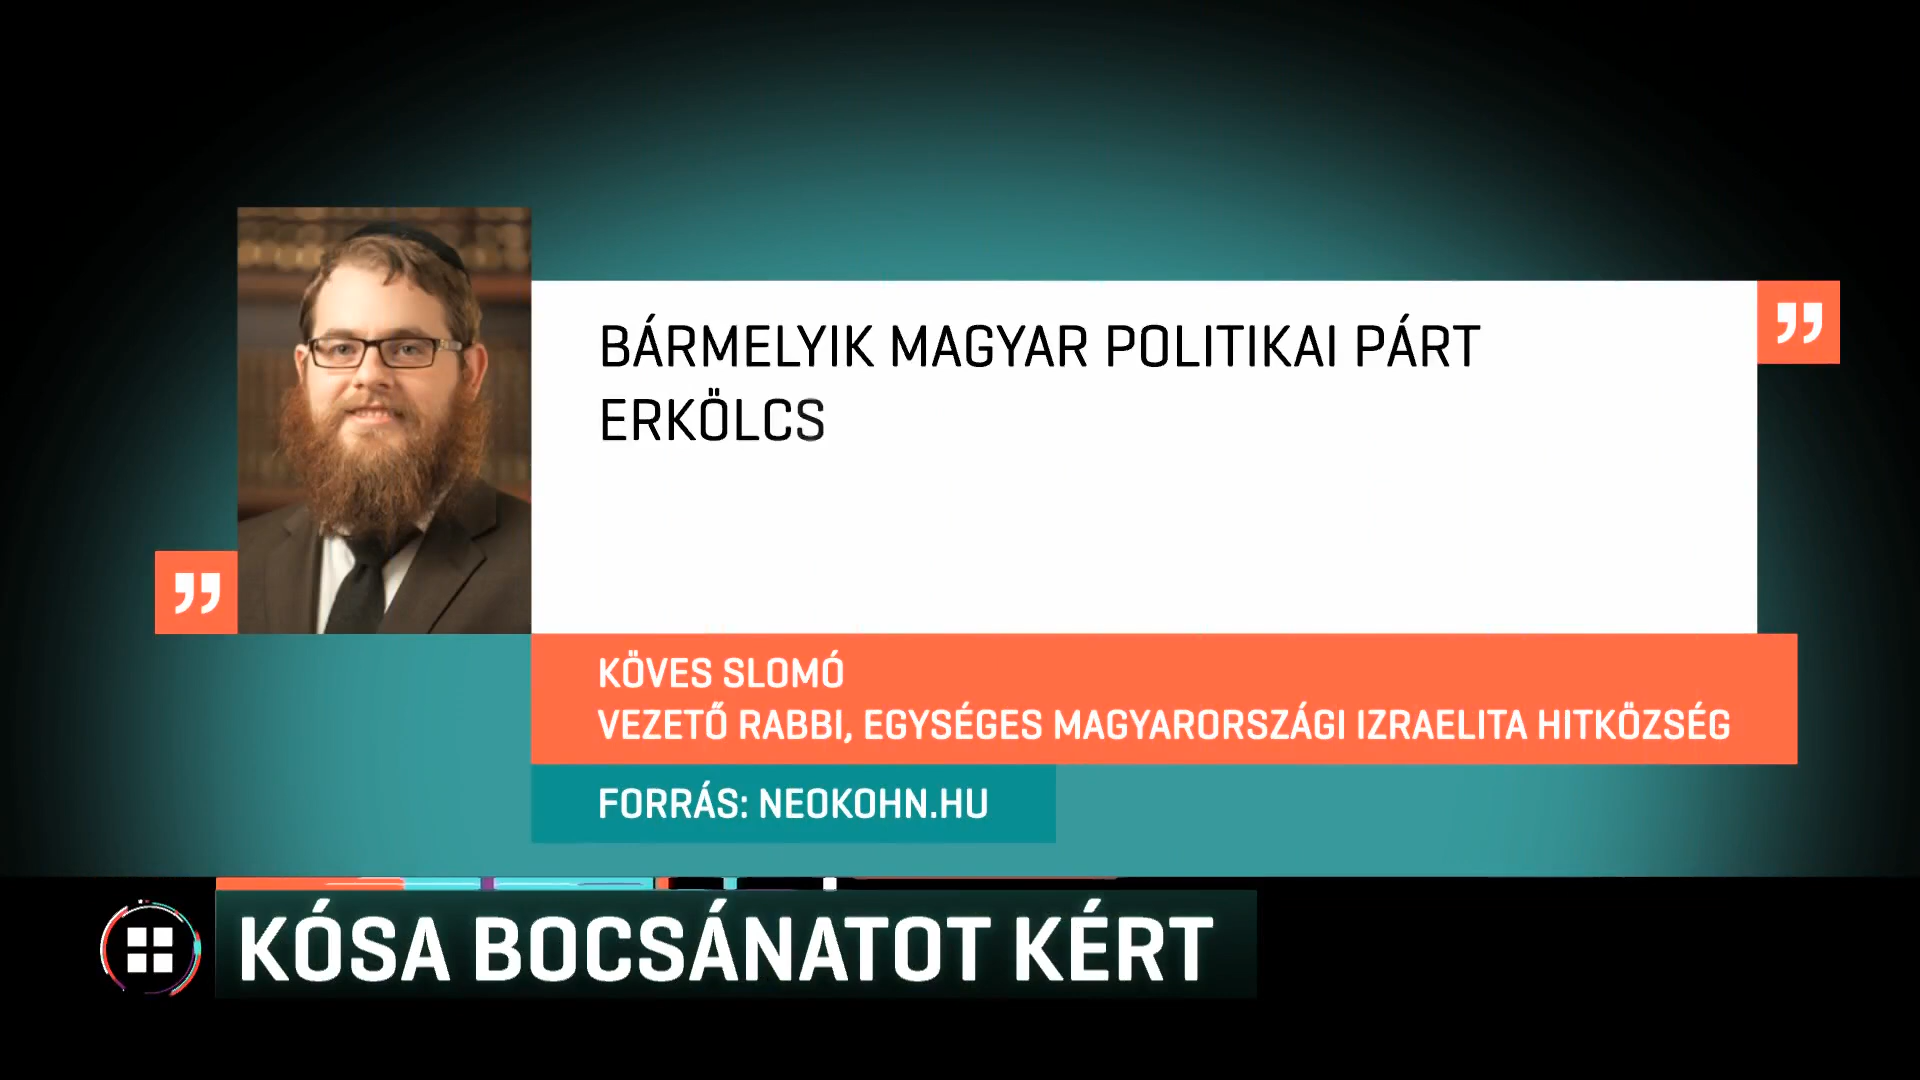 BÁRMELYIK MAGYAR POLITIKAI PÁRT
ERKÖLCS
KÖVES SLOMÓ
VEZETŐ RABBI, EGYSÉGES MAGYARORSZÁGI IZRAELITA HITKÖZSÉG
FORRÁS: NEOKOHN.HU
KÓSA BOCSÁNATOT KÉRT